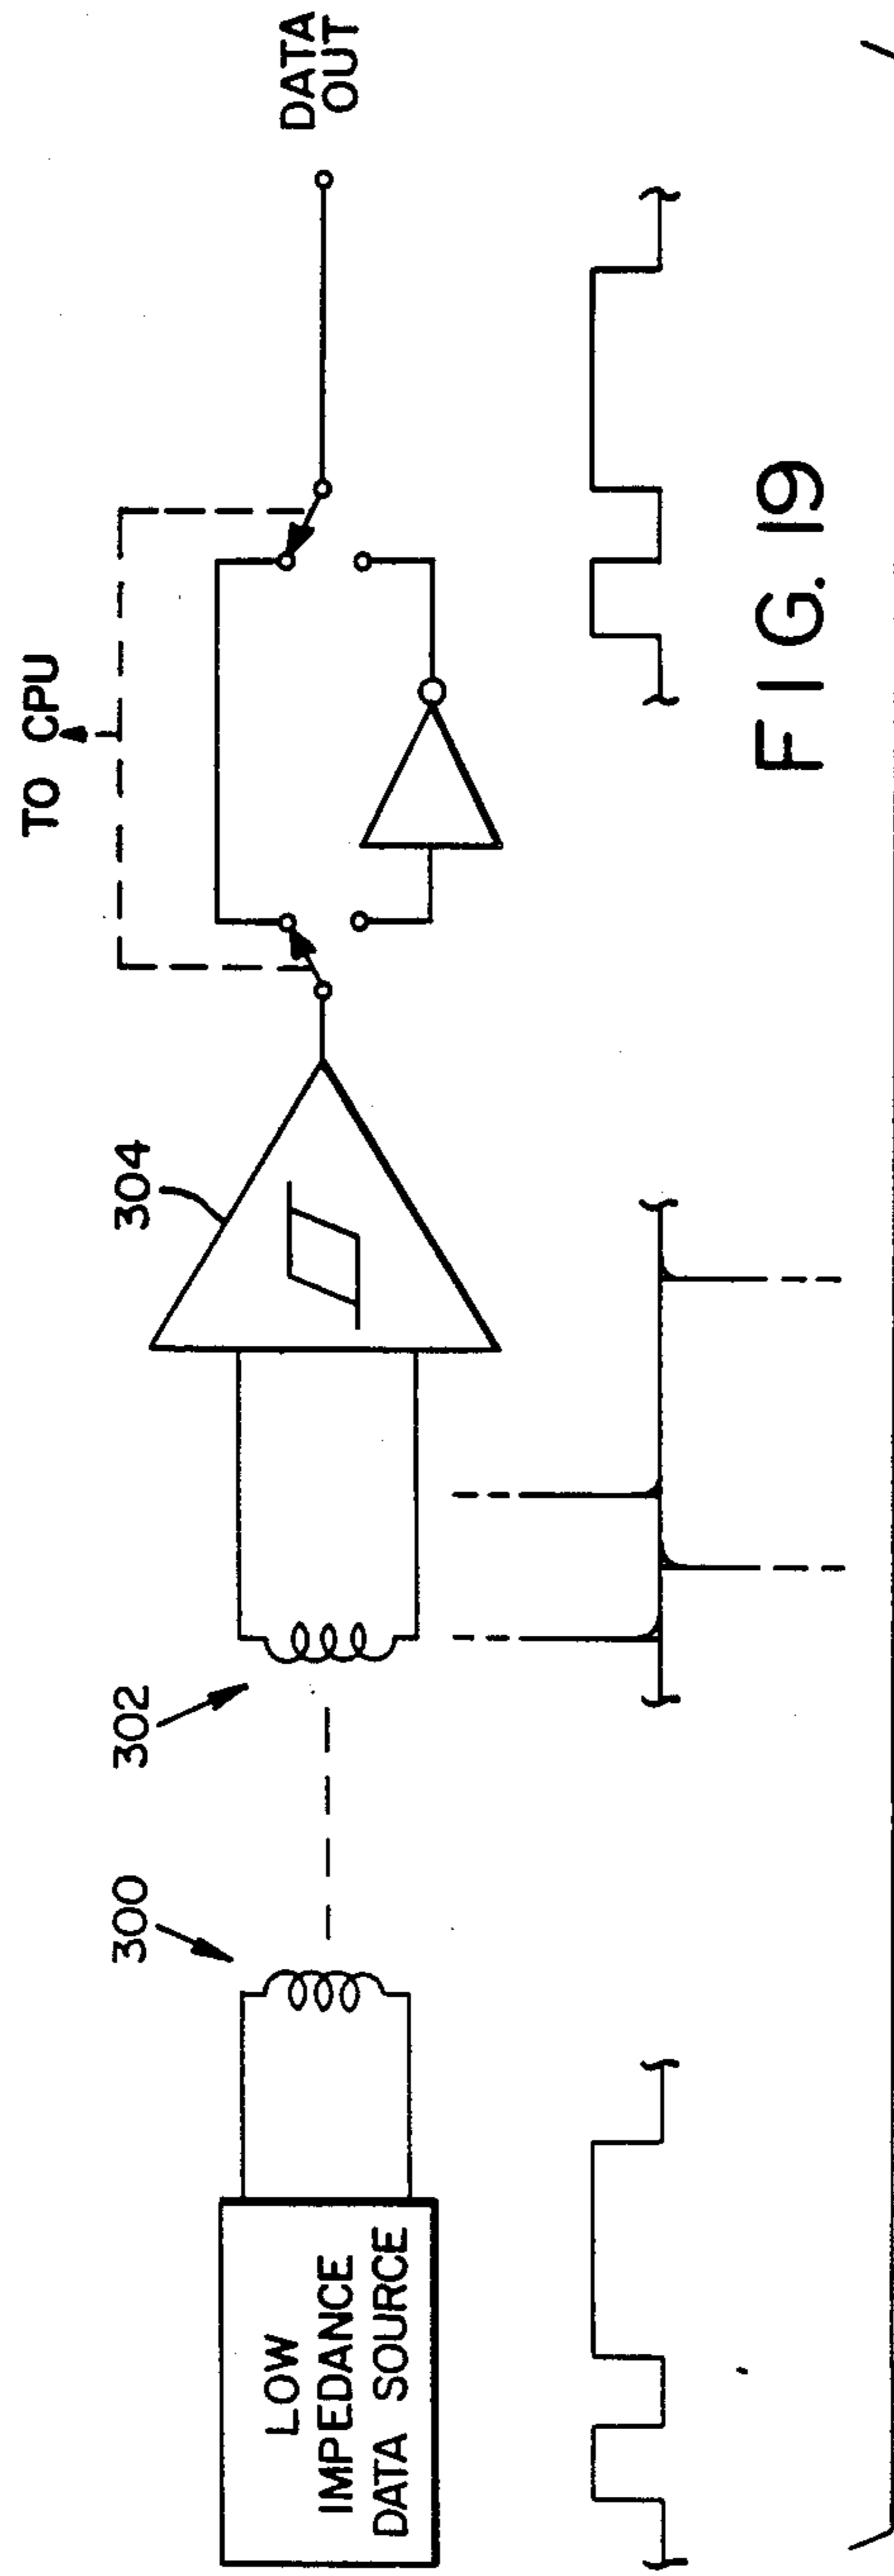 LOW
IMPEDANCE
DATA SOURCE
300
302
304
TO CPU
DATA
OUT
FIG. 19